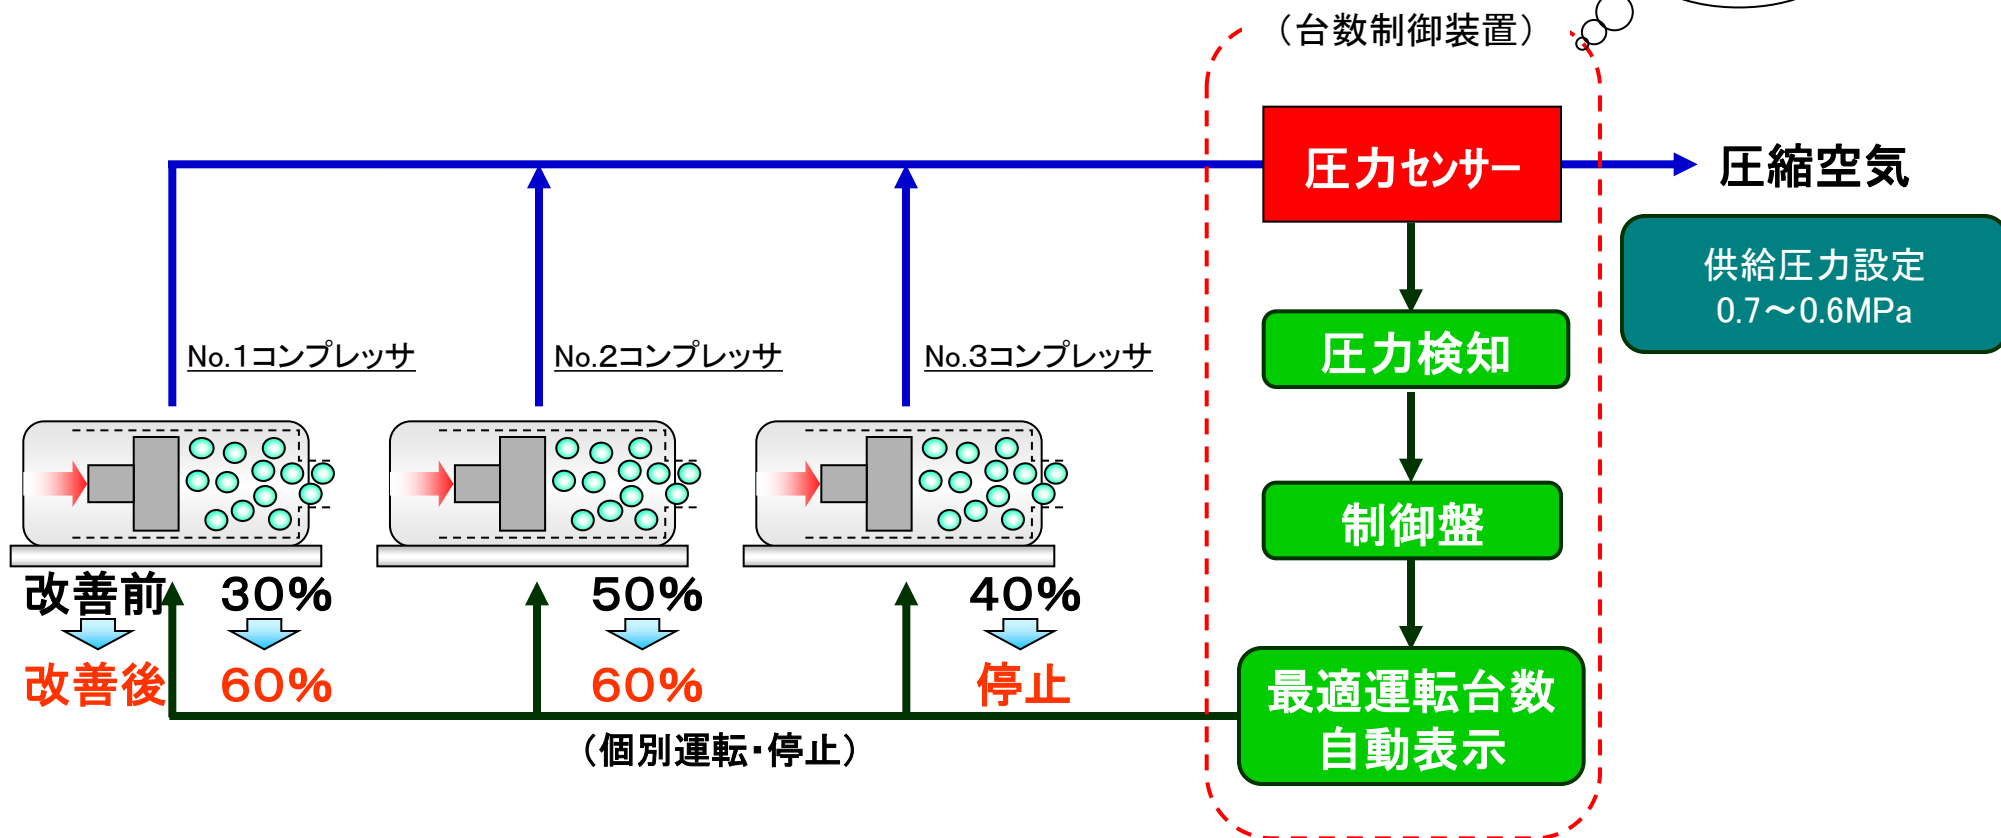 （台数制御装置）
圧力センサー
圧縮空気
供給圧力設定
0.7～0.6MPa
No.1コンプレッサ
No.2コンプレッサ
No.3コンプレッサ
圧力検知
制御盤
改善前 30% 50% 40%
改善後 60% 60% 停止
最適運転台数
自動表示
（個別運転・停止）